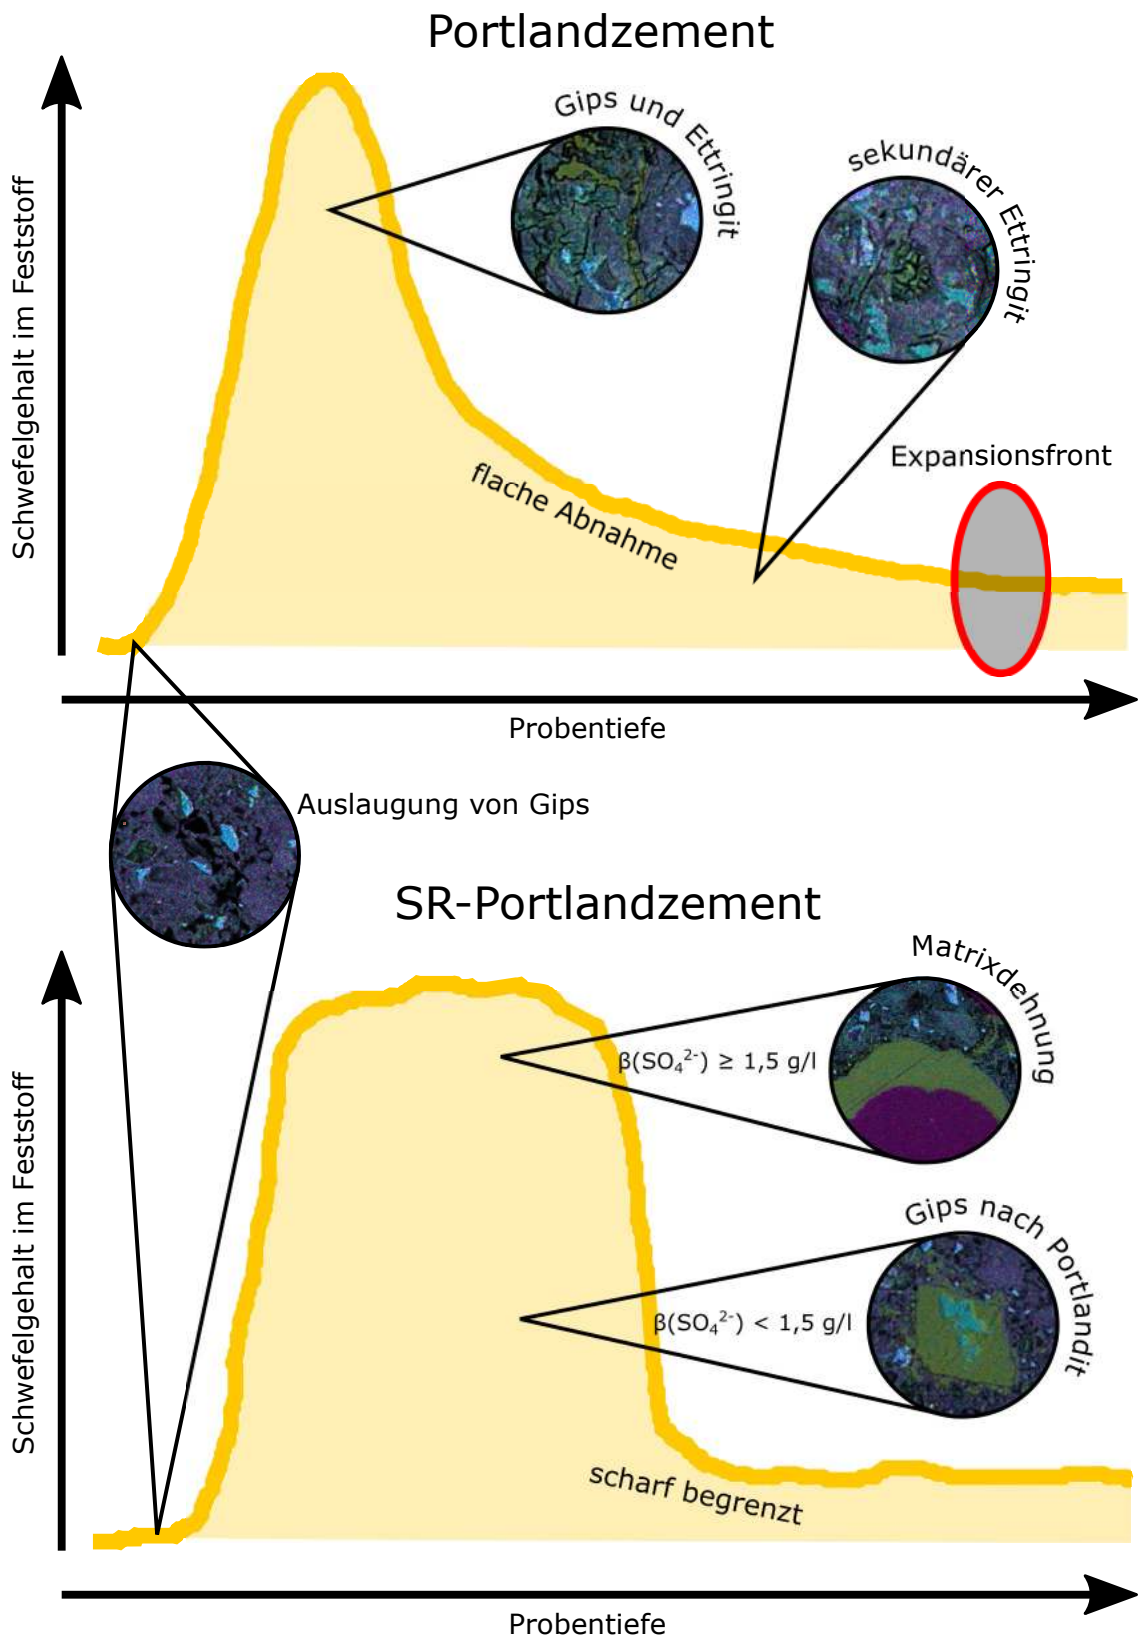 Portlandzement
Schwefelgehalt im Feststoff
Gips und Ettringit
sekundärer Ettringit
Expansionsfront
flache Abnahme
Probentiefe
Auslaugung von Gips
SR-Portlandzement
Schwefelgehalt im Feststoff
Matrixdehnung
β(SO₄²⁻) ≥ 1,5 g/l
Gips nach Portlandit
β(SO₄²⁻) < 1,5 g/l
scharf begrenzt
Probentiefe